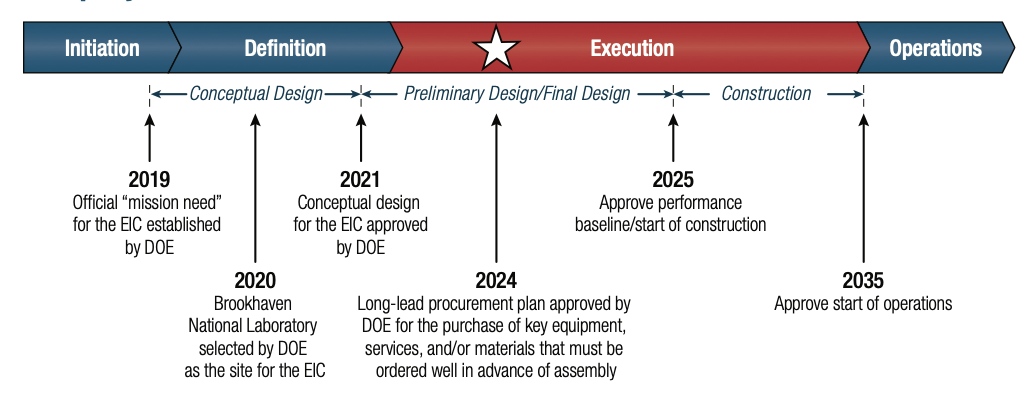 Initiation
Definition
Execution
Operations
Conceptual Design
Preliminary Design/Final Design
Construction
2019
Official “mission need”
for the EIC established
by DOE
2021
Conceptual design
for the EIC approved
by DOE
2025
Approve performance
baseline/start of construction
2020
Brookhaven
National Laboratory
selected by DOE
as the site for the EIC
2024
Long-lead procurement plan approved by
DOE for the purchase of key equipment,
services, and/or materials that must be
ordered well in advance of assembly
2035
Approve start of operations